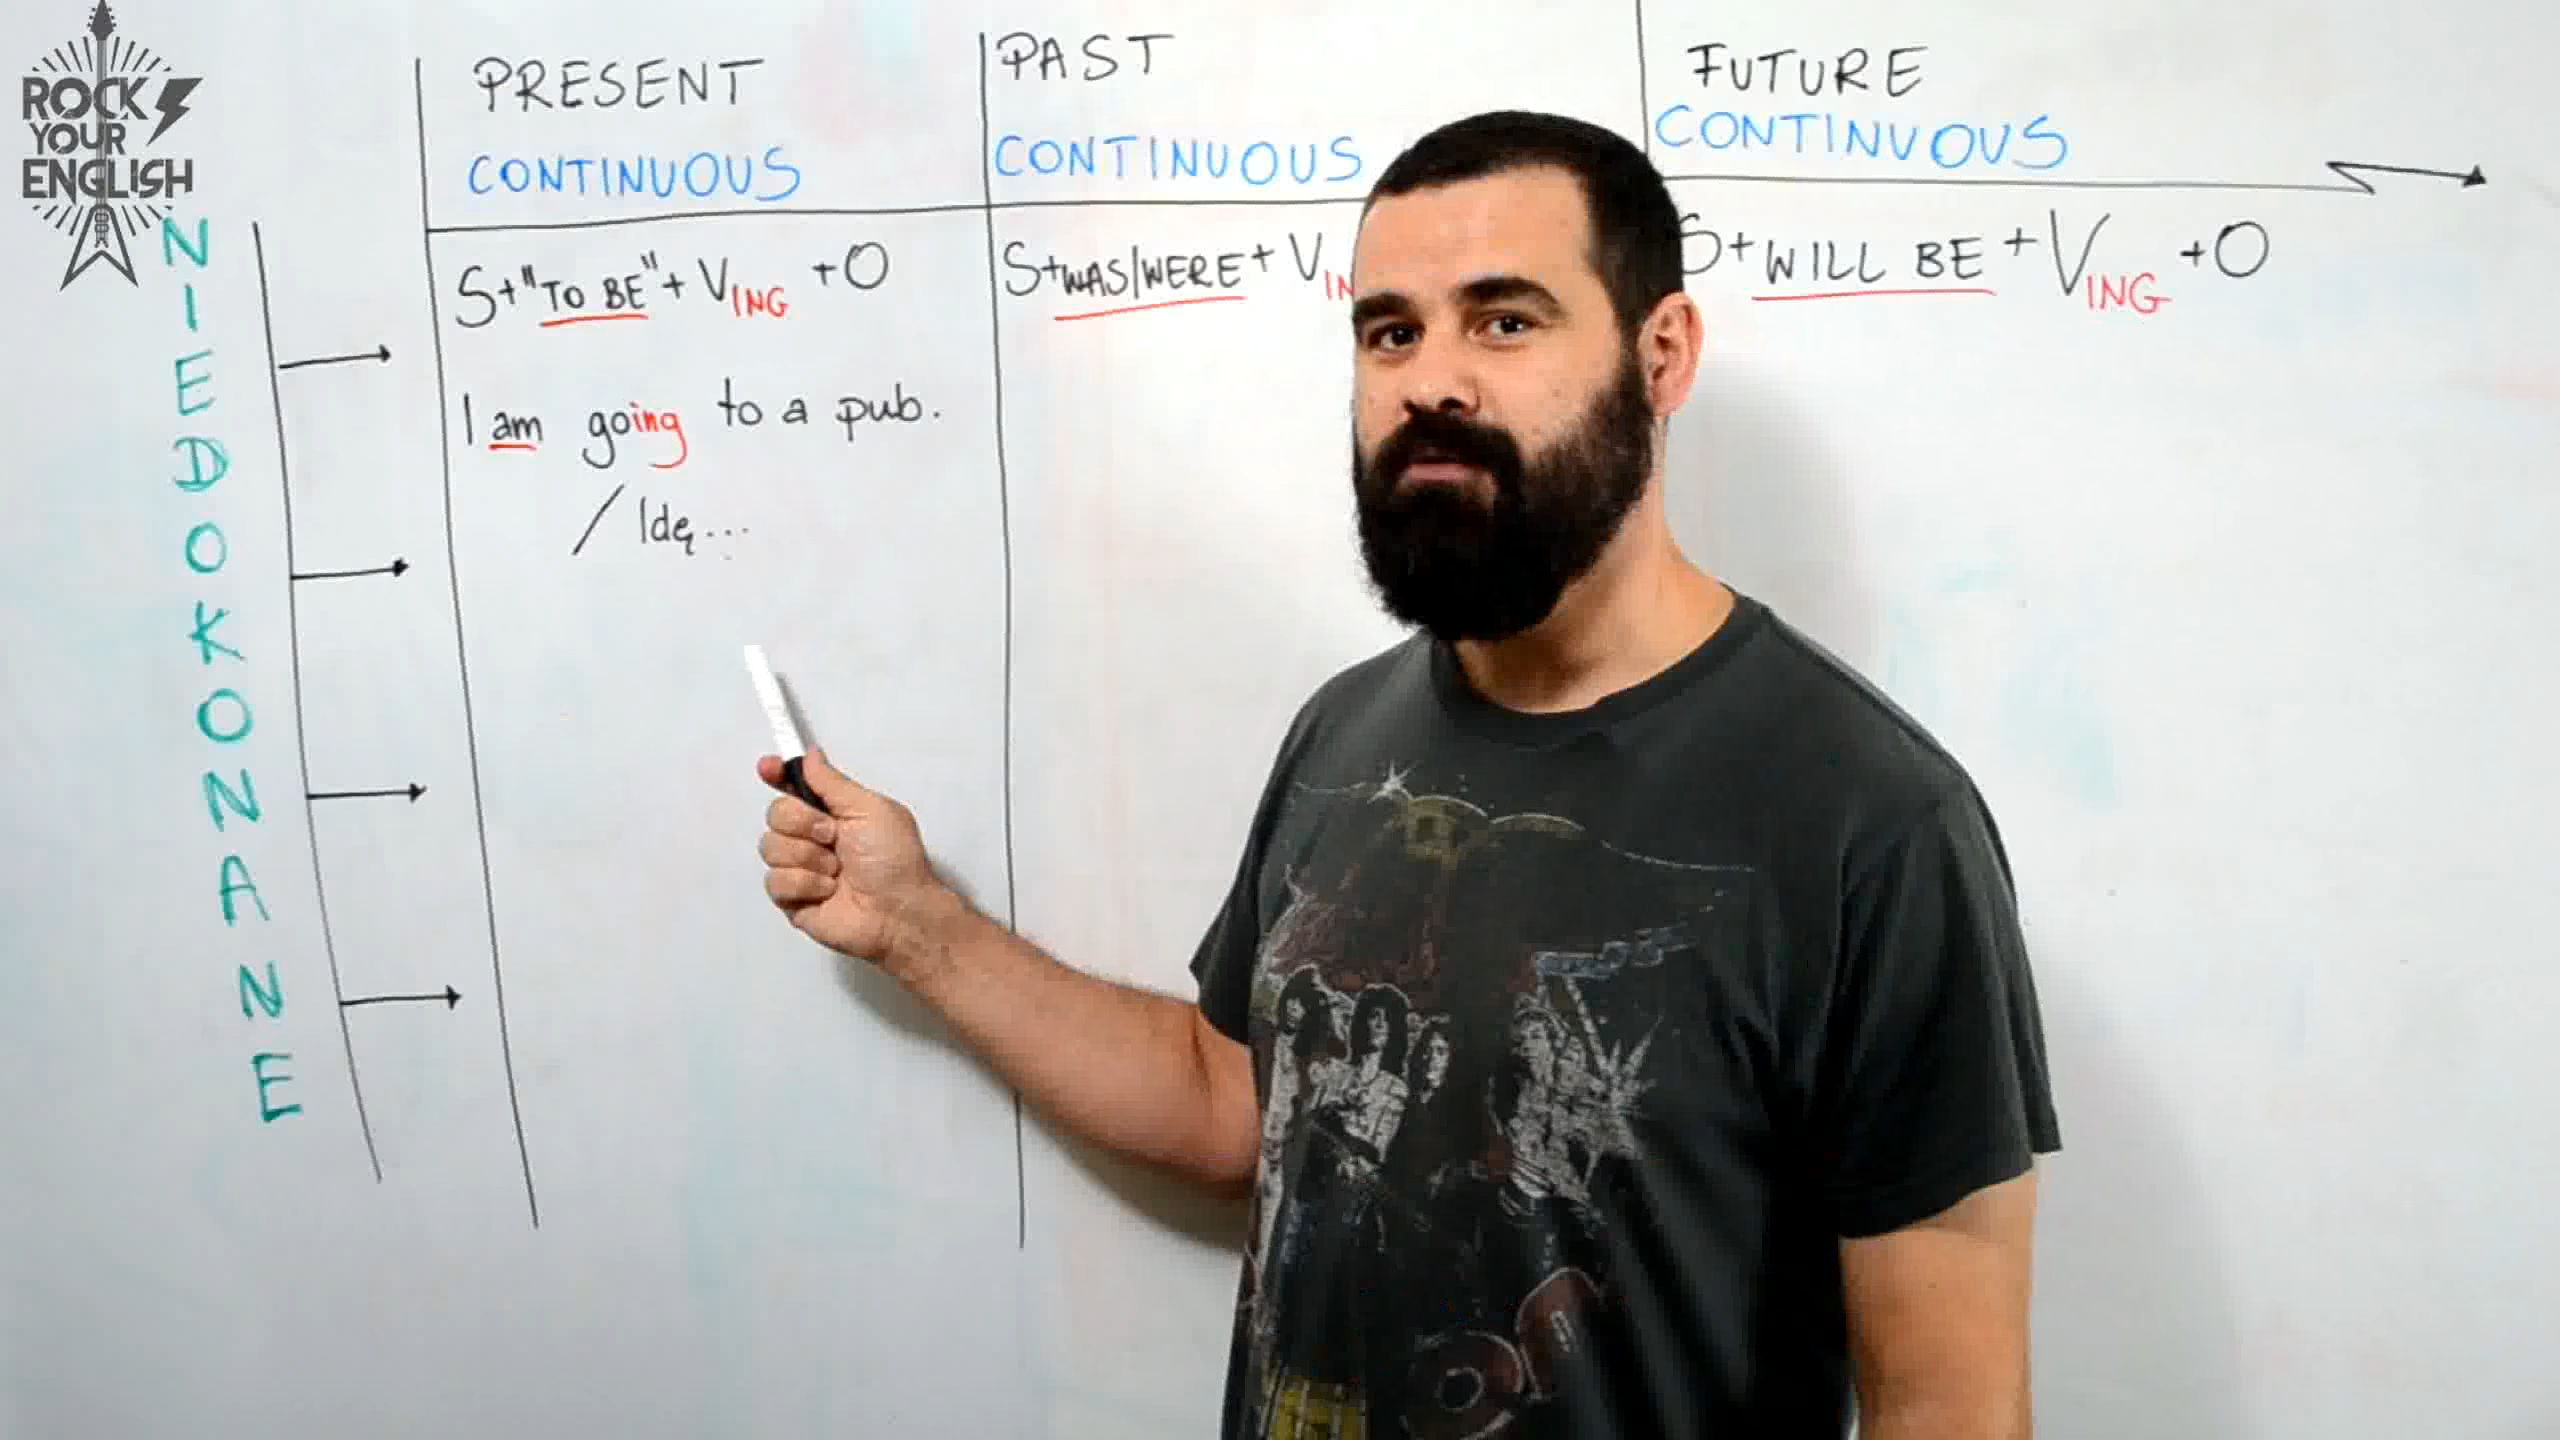 ROCK
YOUR
ENGLISH
NIEDOKONANE
PRESENT
CONTINUOUS
S+"TO BE"+ VING +O
I am going to a pub.
/ Idę...
PAST
CONTINUOUS
S+WAS/WERE+ VIN
FUTURE
CONTINUOUS
S+WILL BE +VING +O